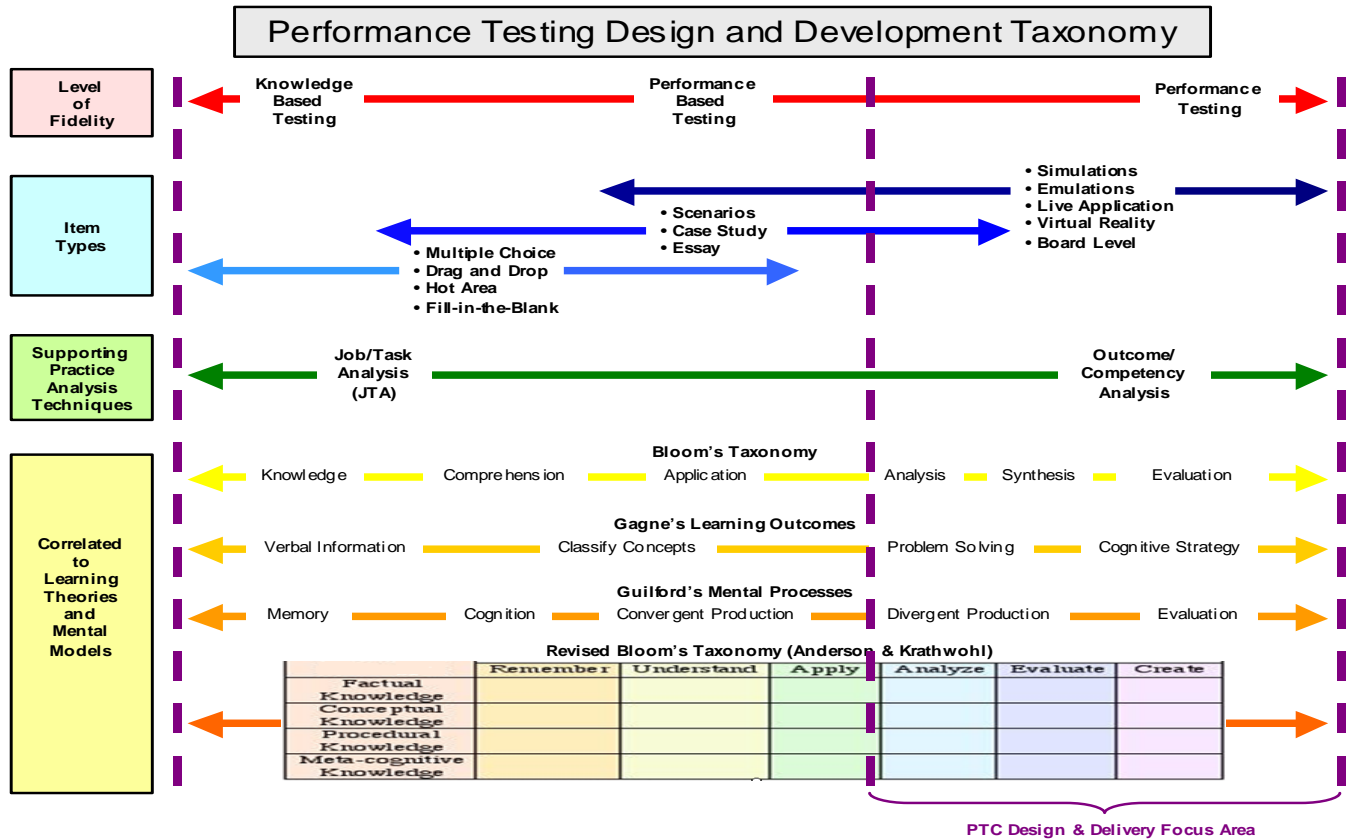 Performance Testing Design and Development Taxonomy
Level
of
Fidelity
Knowledge
Based
Testing
Performance
Based
Testing
Performance
Testing
Item
Types
• Simulations
• Emulations
• Live Application
• Virtual Reality
• Board Level
• Scenarios
• Case Study
• Essay
• Multiple Choice
• Drag and Drop
• Hot Area
• Fill-in-the-Blank
Supporting
Practice
Analysis
Techniques
Job/Task
Analysis
(JTA)
Outcome/
Competency
Analysis
Correlated
to
Learning
Theories
and
Mental
Models
Bloom's Taxonomy
Knowledge Comprehension Application Analysis Synthesis Evaluation
Gagne's Learning Outcomes
Verbal Information Classify Concepts Problem Solving Cognitive Strategy
Guilford's Mental Processes
Memory Cognition Convergent Production Divergent Production Evaluation
Revised Bloom's Taxonomy (Anderson & Krathwohl)
Remember Understand Apply Analyze Evaluate Create
Factual
Knowledge
Conceptual
Knowledge
Procedural
Knowledge
Meta-cognitive
Knowledge
PTC Design & Delivery Focus Area